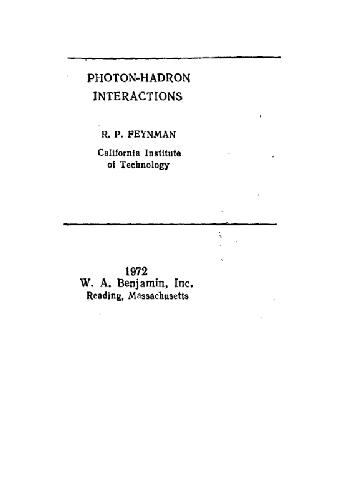 PHOTON-HADRON
INTERACTIONS
R. P. FEYNMAN
California Institute
of Technology
1972
W. A. Benjamin, Inc.
Reading, Massachusetts